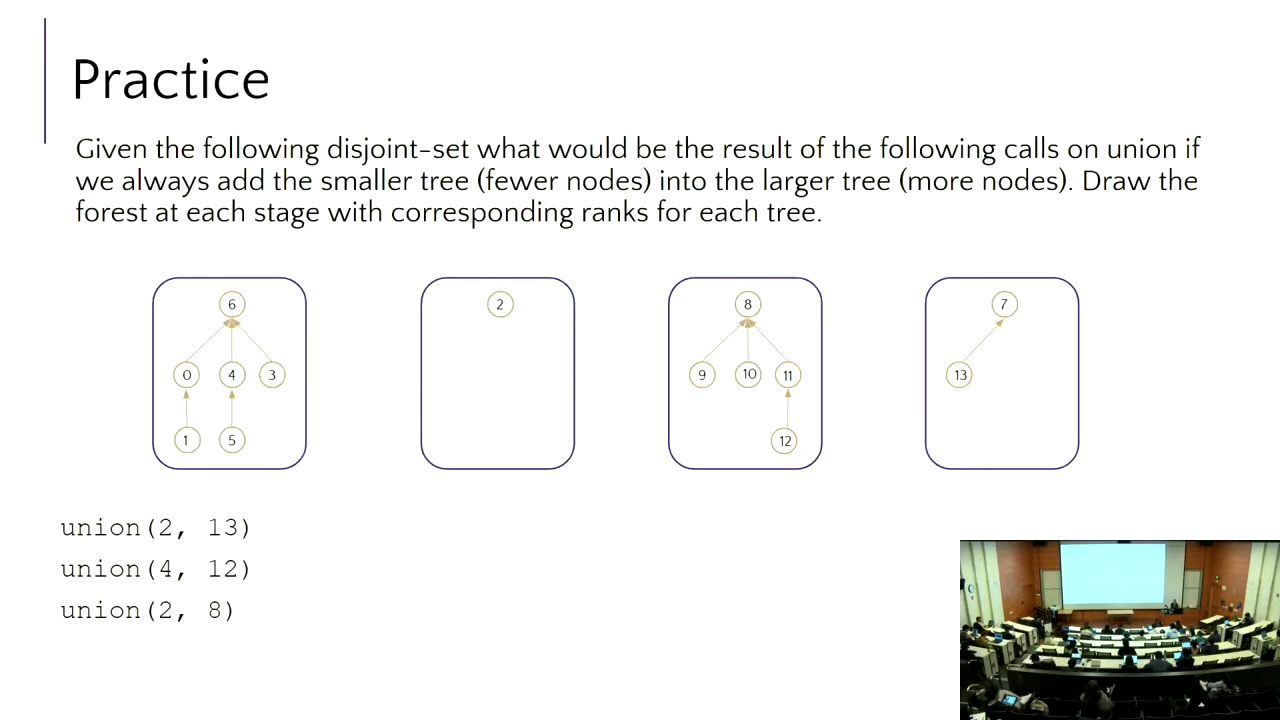 Practice
Given the following disjoint-set what would be the result of the following calls on union if
we always add the smaller tree (fewer nodes) into the larger tree (more nodes). Draw the
forest at each stage with corresponding ranks for each tree.
6
0 4 3
1 5
2
8
9 10 11
12
7
13
union(2, 13)
union(4, 12)
union(2, 8)